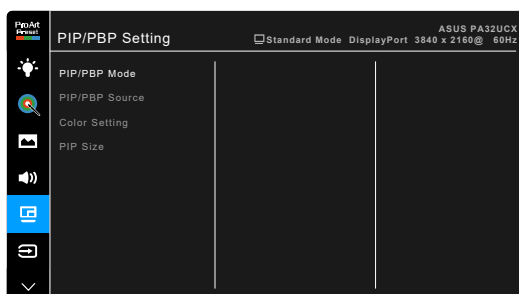 ProArt
Preset
PIP/PBP Setting
ASUS PA32UCX
Standard Mode DisplayPort 3840 x 2160@ 60Hz
PIP/PBP Mode
PIP/PBP Source
Color Setting
PIP Size